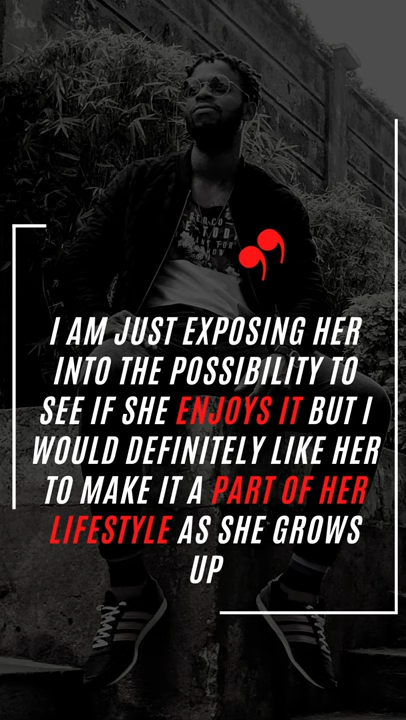 I AM JUST EXPOSING HER
INTO THE POSSIBILITY TO
SEE IF SHE ENJOYS IT BUT I
WOULD DEFINITELY LIKE HER
TO MAKE IT A PART OF HER
LIFESTYLE AS SHE GROWS
UP